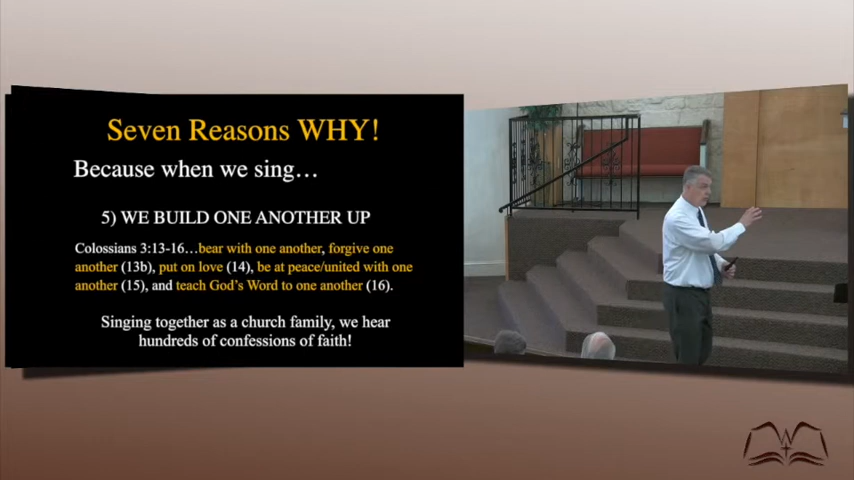 Seven Reasons WHY!
Because when we sing…
5) WE BUILD ONE ANOTHER UP
Colossians 3:13-16…bear with one another, forgive one
another (13b), put on love (14), be at peace/united with one
another (15), and teach God’s Word to one another (16).
Singing together as a church family, we hear
hundreds of confessions of faith!